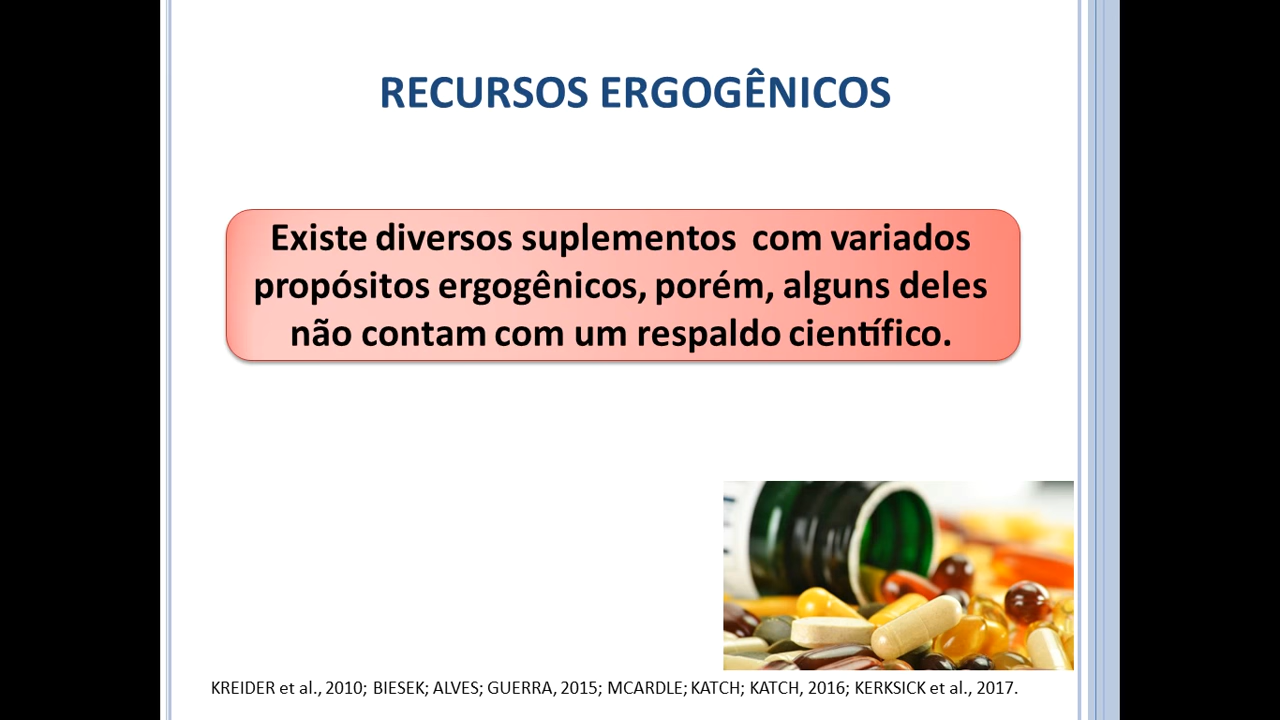 RECURSOS ERGOGÊNICOS
Existe diversos suplementos com variados
propósitos ergogênicos, porém, alguns deles
não contam com um respaldo científico.
KREIDER et al., 2010; BIESEK; ALVES; GUERRA, 2015; MCARDLE; KATCH; KATCH, 2016; KERKSICK et al., 2017.